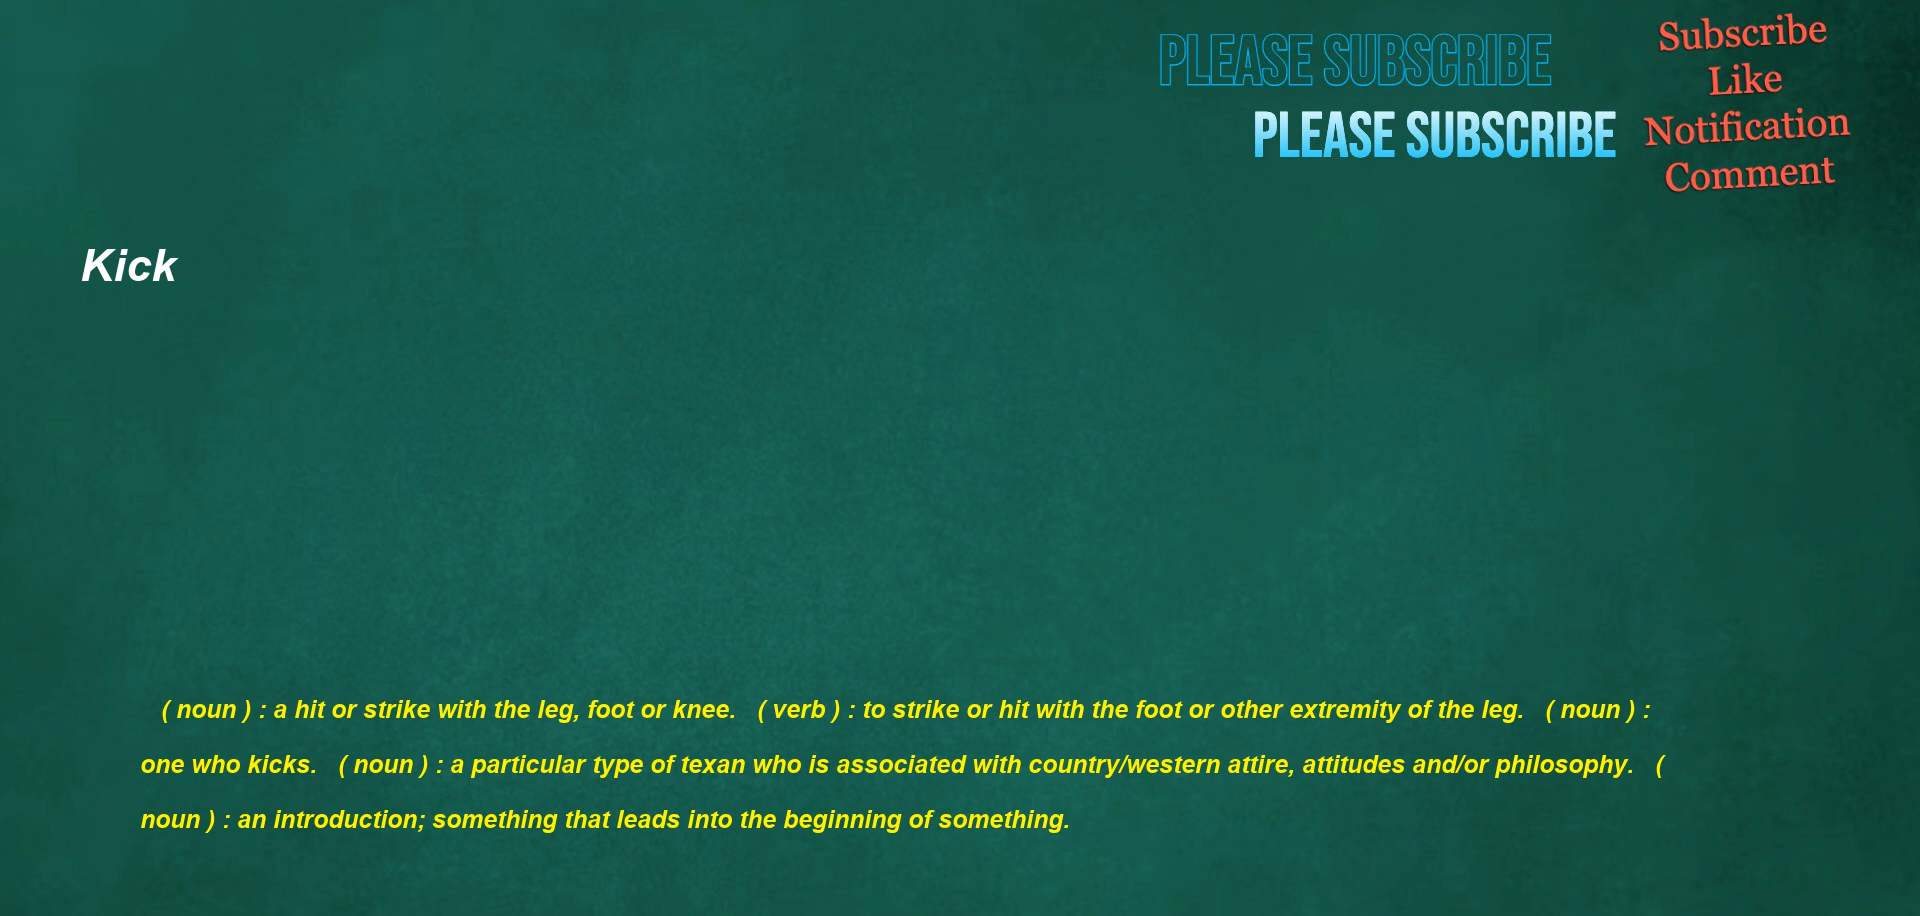 PLEASE SUBSCRIBE
PLEASE SUBSCRIBE
Subscribe
Like
Notification
Comment
Kick
( noun ) : a hit or strike with the leg, foot or knee. ( verb ) : to strike or hit with the foot or other extremity of the leg. ( noun ) :
one who kicks. ( noun ) : a particular type of texan who is associated with country/western attire, attitudes and/or philosophy. (
noun ) : an introduction; something that leads into the beginning of something.